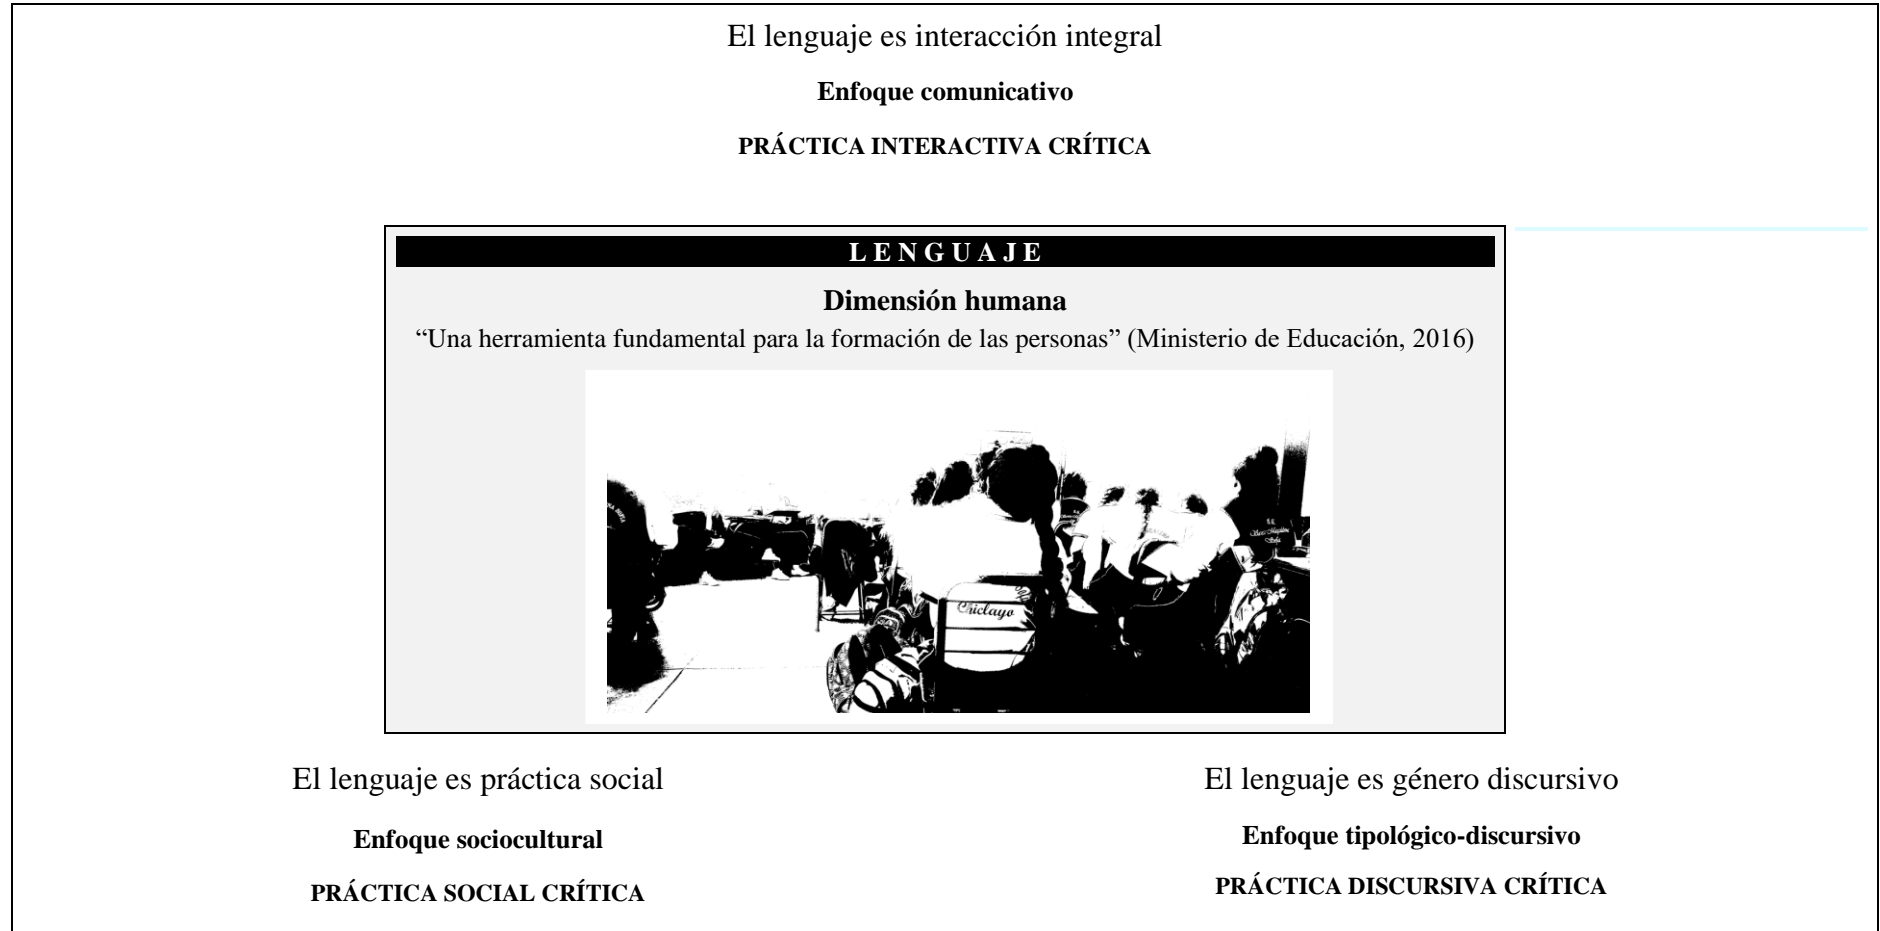 El lenguaje es interacción integral
Enfoque comunicativo
PRÁCTICA INTERACTIVA CRÍTICA
LENGUAJE
Dimensión humana
“Una herramienta fundamental para la formación de las personas” (Ministerio de Educación, 2016)
Chiclayo
El lenguaje es práctica social
Enfoque sociocultural
PRÁCTICA SOCIAL CRÍTICA
El lenguaje es género discursivo
Enfoque tipológico-discursivo
PRÁCTICA DISCURSIVA CRÍTICA